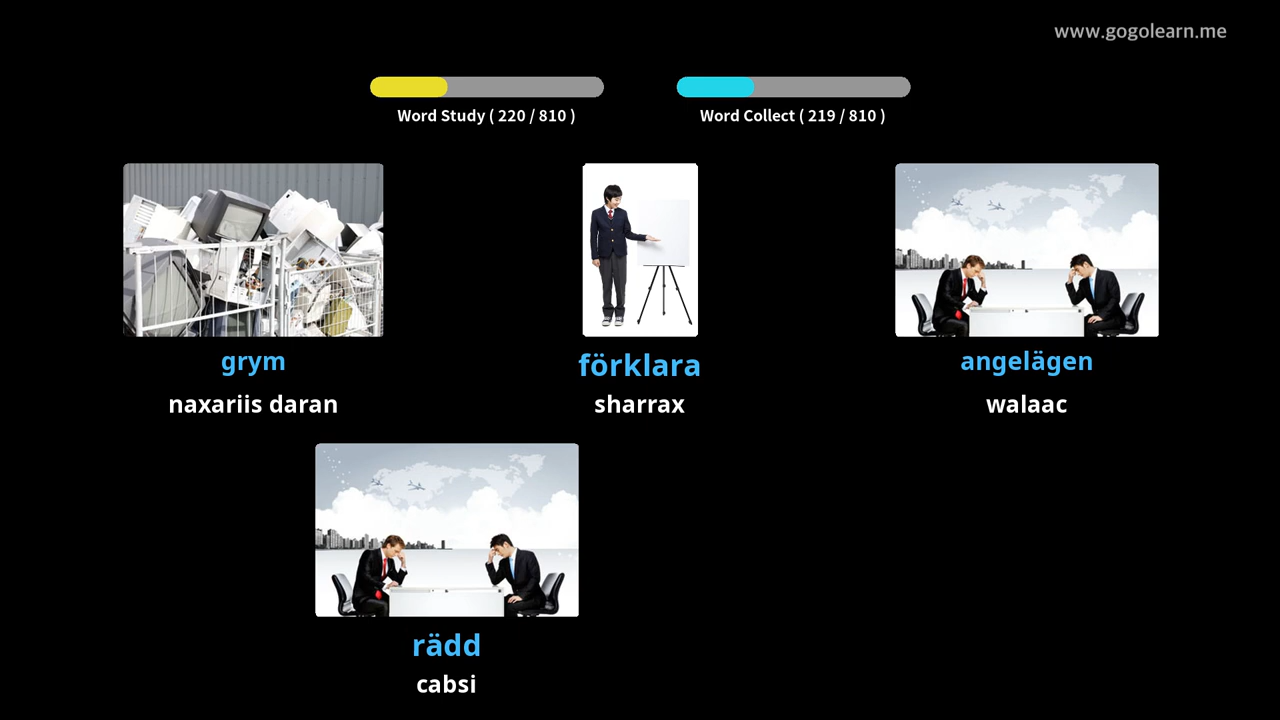 www.gogolearn.me
Word Study ( 220 / 810 )
Word Collect ( 219 / 810 )
grym
förklara
angelägen
naxariis daran
sharrax
walaac
rädd
cabsi